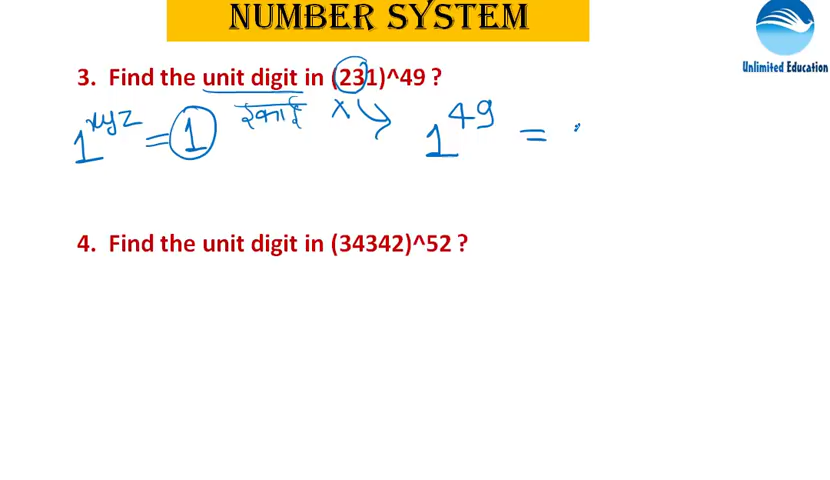 NUMBER SYSTEM
Unlimited Education
3. Find the unit digit in (231)^49 ?
1^xyz = 1 इकाई × 1^49 =
4. Find the unit digit in (34342)^52 ?